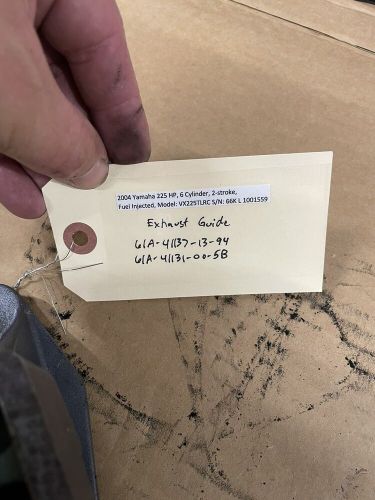 2004 Yamaha 225 HP, 6 Cylinder, 2-stroke,
Fuel Injected, Model: VX225TLRC S/N: 66K L 1001559
Exhaust Guide
61A-41137-13-94
61A-41131-00-5B